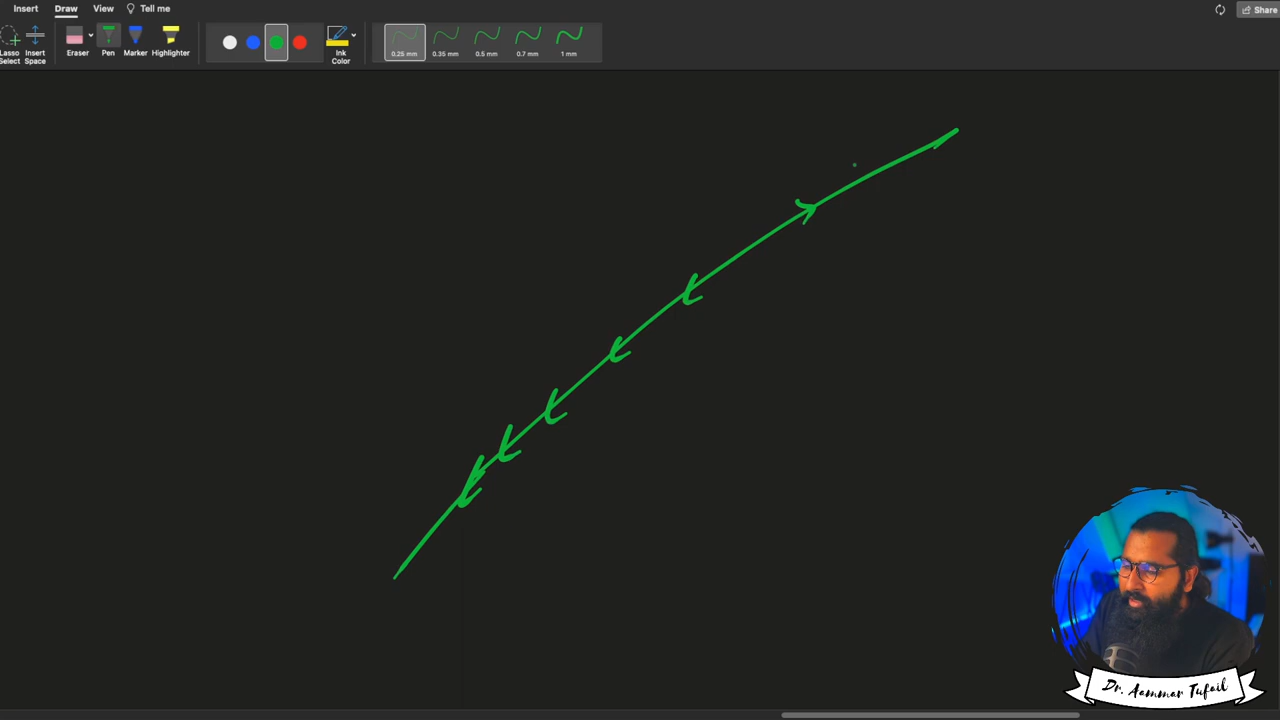 Insert Draw View Tell me Share
Lasso Select Insert Space Eraser Pen Marker Highlighter Ink Color 0.25 mm 0.35 mm 0.5 mm 0.7 mm 1 mm
Dr. Aammar Tufail